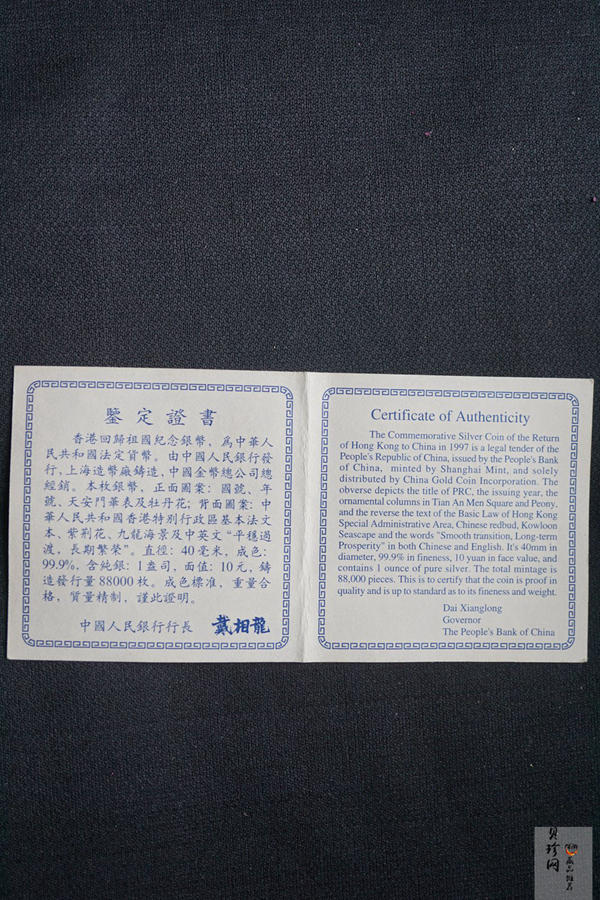 鑒定證書
香港回歸祖國紀念銀幣，爲中華人
民共和國法定貨幣。由中國人民銀行發
行，上海造幣廠鑄造，中國金幣總公司總
經銷。本枚銀幣，正面圖案：國號、年
號、天安門華表及牡丹花；背面圖案：中
華人民共和國香港特別行政區基本法文
本、紫荆花、九龍海景及中英文“平穩過
渡，長期繁榮”。直徑：40毫米，成色：
99.9%，含純銀：1盎司，面值：10元，鑄
造發行量88000枚。成色標准，重量合
格，質量精制，謹此證明。
中國人民銀行行長 戴相龍
Certificate of Authenticity
The Commemorative Silver Coin of the Return
of Hong Kong to China in 1997 is a legal tender of the
People's Republic of China, issued by the People's Bank
of China, minted by Shanghai Mint, and solely
distributed by China Gold Coin Incorporation. The
obverse depicts the title of PRC, the issuing year, the
ornamental columns in Tian An Men Square and Peony,
and the reverse the text of the Basic Law of Hong Kong
Special Administrative Area, Chinese redbud, Kowloon
Seascape and the words "Smooth transition, Long-term
Prosperity" in both Chinese and English. It's 40mm in
diameter, 99.9% in fineness, 10 yuan in face value, and
contains 1 ounce of pure silver. The total mintage is
88,000 pieces. This is to certify that the coin is proof in
quality and is up to standard as to its fineness and weight.
Dai Xianglong
Governor
The People's Bank of China
珍网
藏品推荐